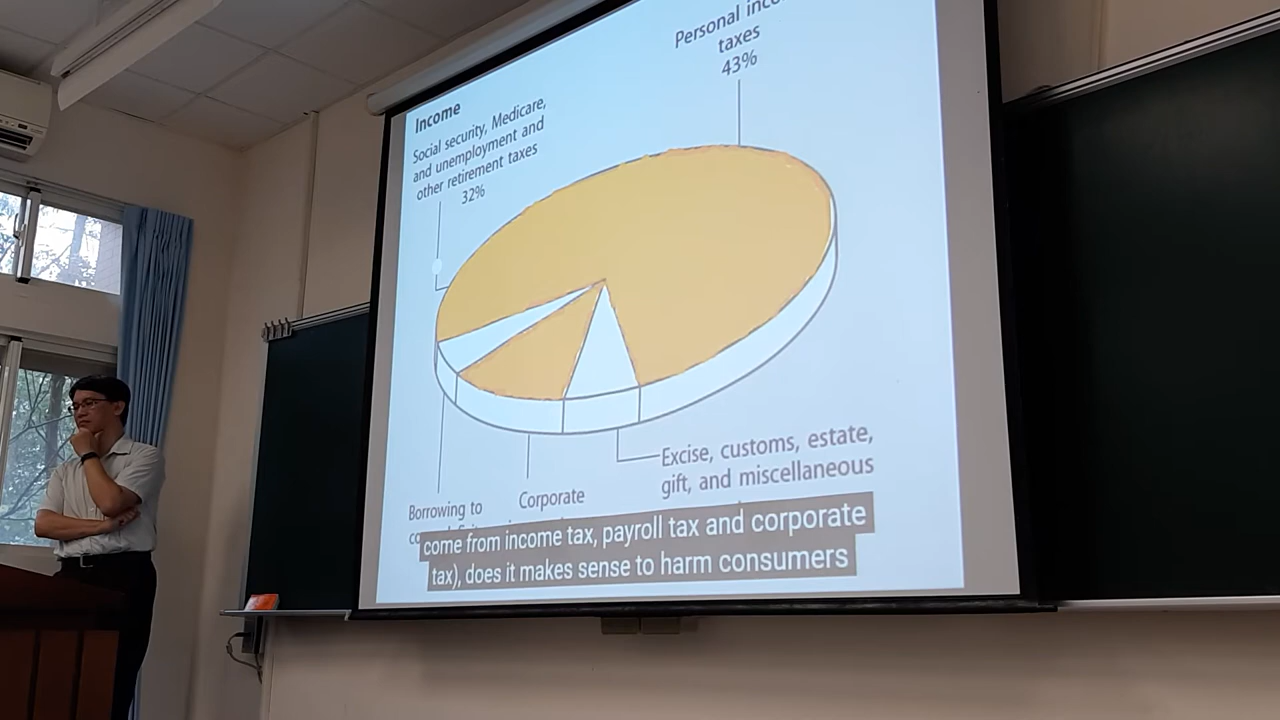 Personal
taxes
43%
Income
Social security, Medicare,
and unemployment and
other retirement taxes
32%
Excise, customs, estate,
gift, and miscellaneous
Borrowing to
Corporate
come from income tax, payroll tax and corporate
tax), does it makes sense to harm consumers